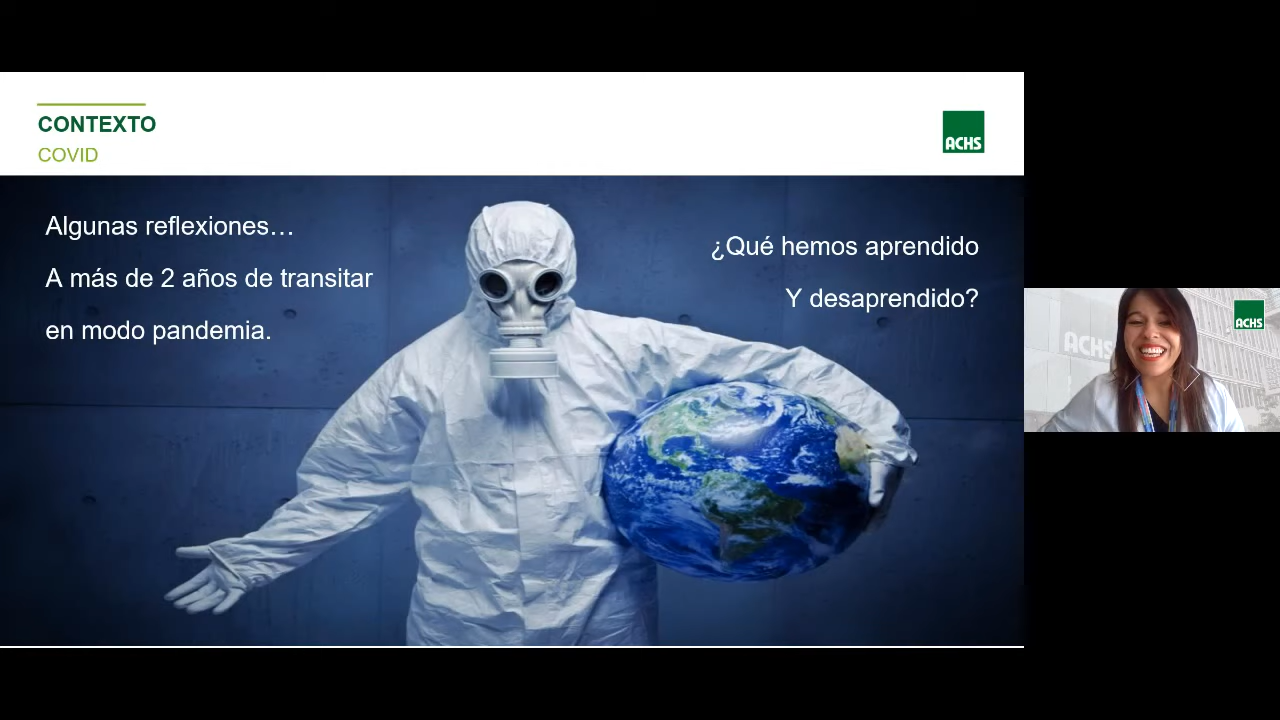 CONTEXTO
COVID
ACHS
Algunas reflexiones…
A más de 2 años de transitar
en modo pandemia.
¿Qué hemos aprendido
Y desaprendido?
ACHS
ACHS